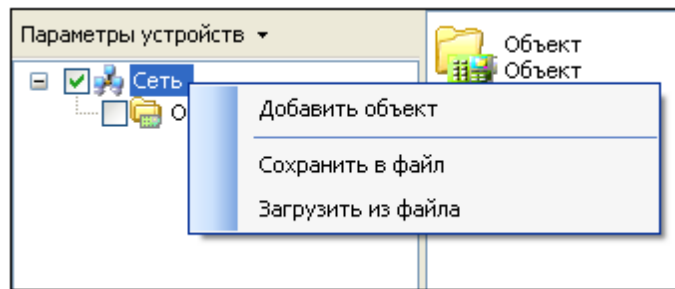 Параметры устройств
Сеть
О
Объект
Объект
Добавить объект
Сохранить в файл
Загрузить из файла